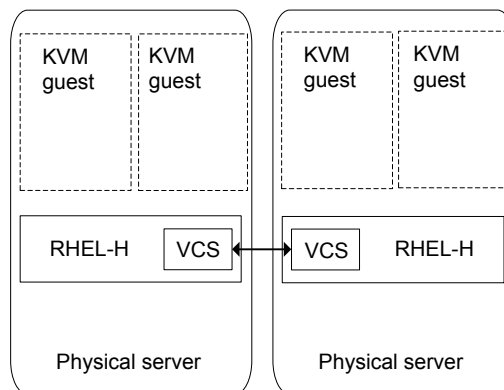 KVM
guest
KVM
guest
KVM
guest
KVM
guest
RHEL-H
VCS
VCS
RHEL-H
Physical server
Physical server